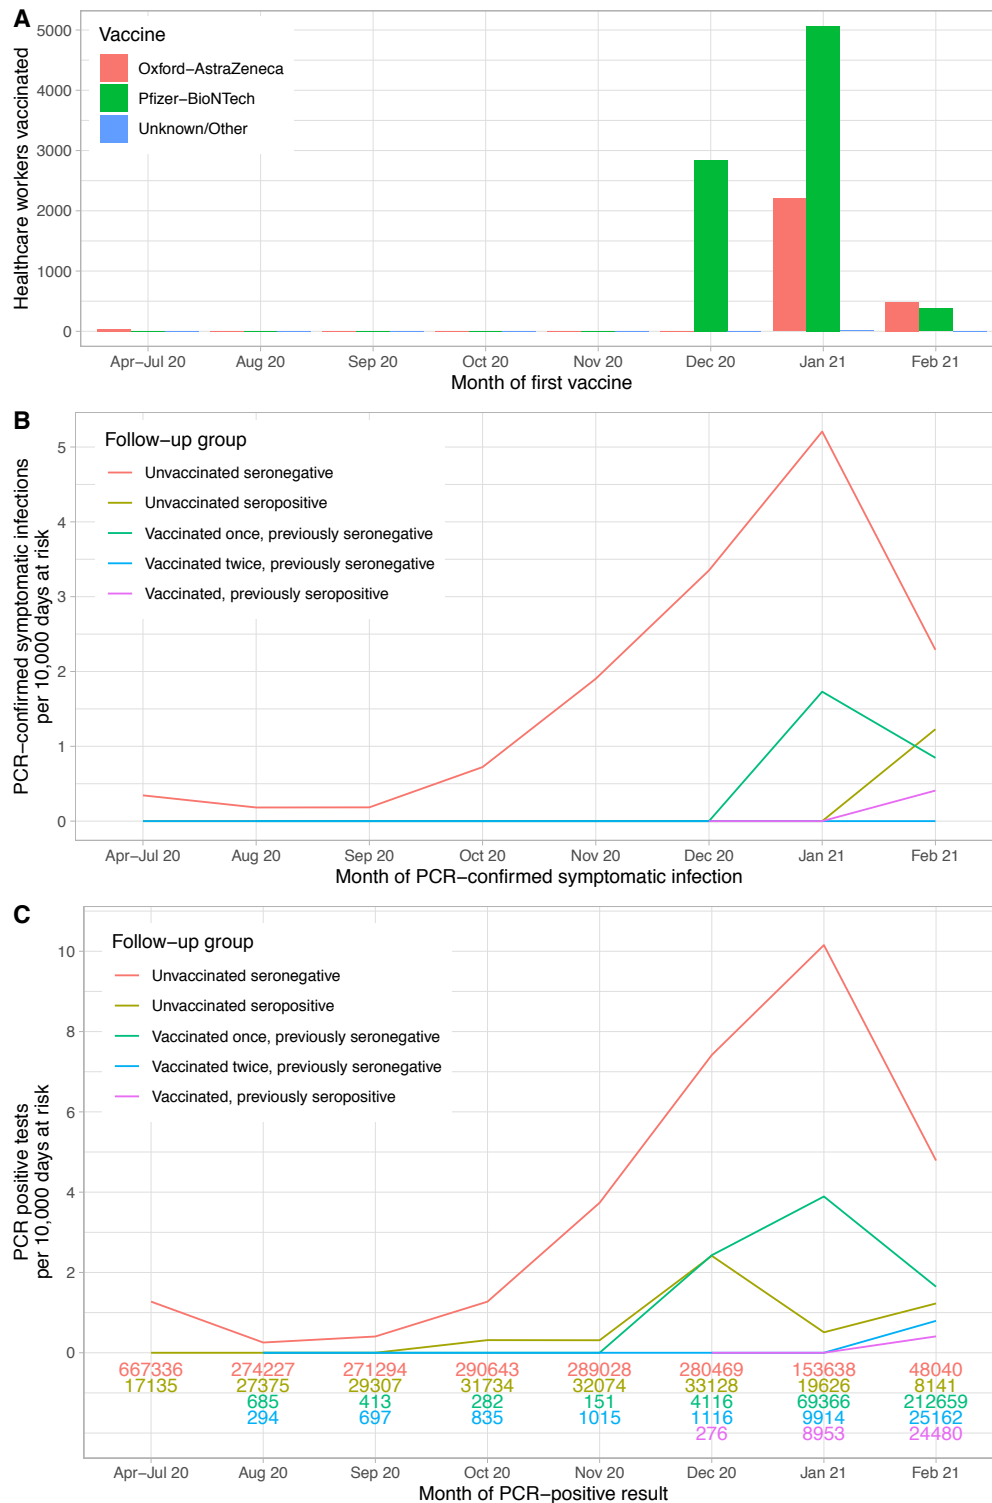 A
Healthcare workers vaccinated
5000
4000
3000
2000
1000
0
Vaccine
Oxford−AstraZeneca
Pfizer−BioNTech
Unknown/Other
Apr−Jul 20 Aug 20 Sep 20 Oct 20 Nov 20 Dec 20 Jan 21 Feb 21
Month of first vaccine
B
PCR−confirmed symptomatic infections
per 10,000 days at risk
5
4
3
2
1
0
Follow−up group
Unvaccinated seronegative
Unvaccinated seropositive
Vaccinated once, previously seronegative
Vaccinated twice, previously seronegative
Vaccinated, previously seropositive
Apr−Jul 20 Aug 20 Sep 20 Oct 20 Nov 20 Dec 20 Jan 21 Feb 21
Month of PCR−confirmed symptomatic infection
C
PCR positive tests
per 10,000 days at risk
10
8
6
4
2
0
Follow−up group
Unvaccinated seronegative
Unvaccinated seropositive
Vaccinated once, previously seronegative
Vaccinated twice, previously seronegative
Vaccinated, previously seropositive
667336 274227 271294 290643 289028 280469 153638 48040
17135 27375 29307 31734 32074 33128 19626 8141
685 413 282 151 4116 69366 212659
294 697 835 1015 1116 9914 25162
276 8953 24480
Apr−Jul 20 Aug 20 Sep 20 Oct 20 Nov 20 Dec 20 Jan 21 Feb 21
Month of PCR−positive result